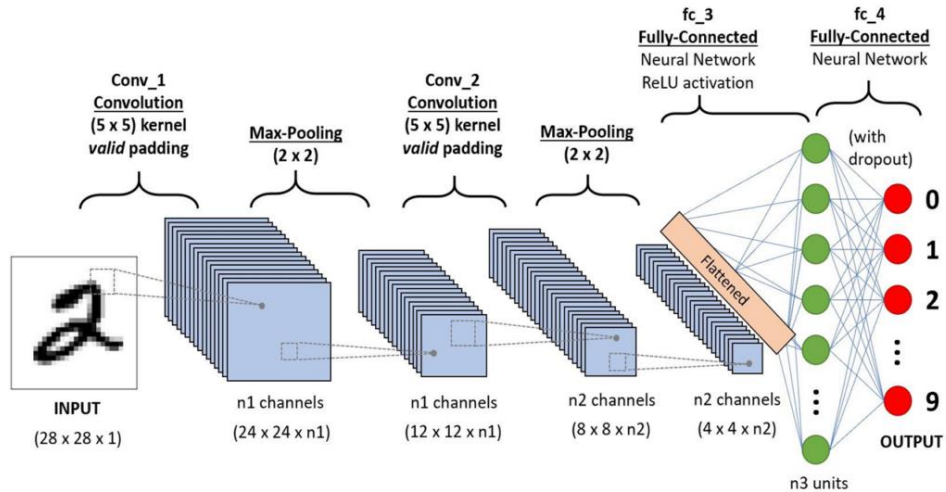 fc_3
Fully-Connected
Neural Network
ReLU activation
fc_4
Fully-Connected
Neural Network
Conv_1
Convolution
(5 x 5) kernel
valid padding
Max-Pooling
(2 x 2)
Conv_2
Convolution
(5 x 5) kernel
valid padding
Max-Pooling
(2 x 2)
(with
dropout)
Flattened
2
0
1
2
⋮
9
⋮
INPUT
(28 x 28 x 1)
n1 channels
(24 x 24 x n1)
n1 channels
(12 x 12 x n1)
n2 channels
(8 x 8 x n2)
n2 channels
(4 x 4 x n2)
OUTPUT
n3 units